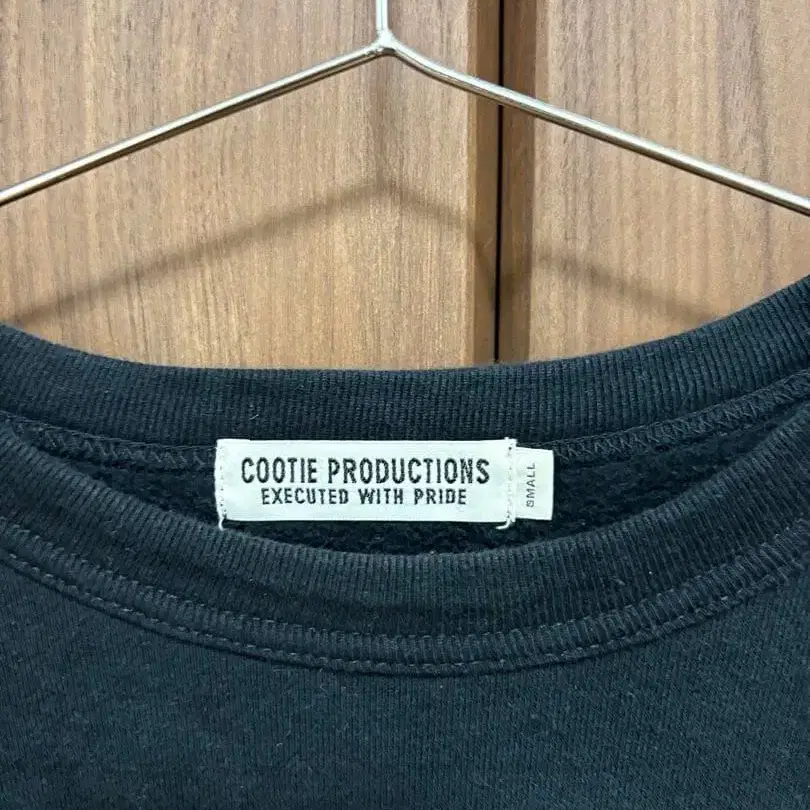 COOTIE PRODUCTIONS
EXECUTED WITH PRIDE
SMALL